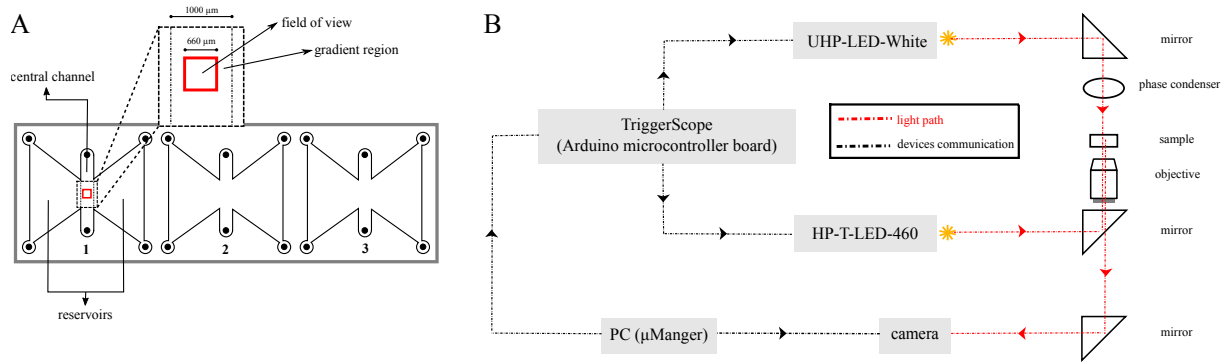 A
1000 µm
660 µm
field of view
gradient region
central channel
1
2
3
reservoirs
B
UHP-LED-White
mirror
phase condenser
TriggerScope
(Arduino microcontroller board)
light path
devices communication
sample
objective
HP-T-LED-460
mirror
PC (µManger)
camera
mirror